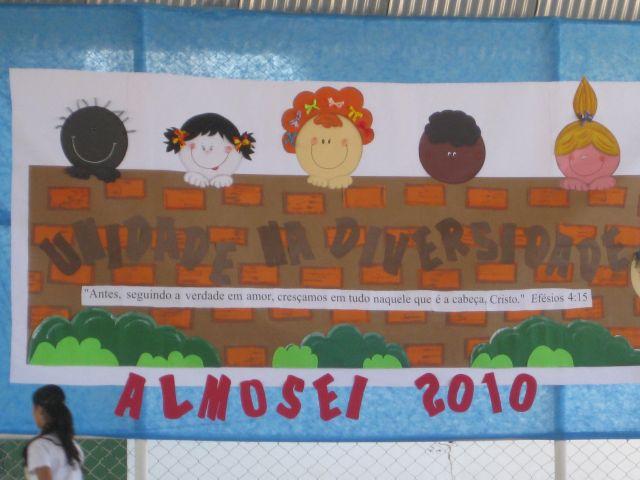 UNIDADE NA DIVERSIDADE
"Antes, seguindo a verdade em amor, cresçamos em tudo naquele que é a cabeça, Cristo." Efésios 4:15
ALMOSEI 2010